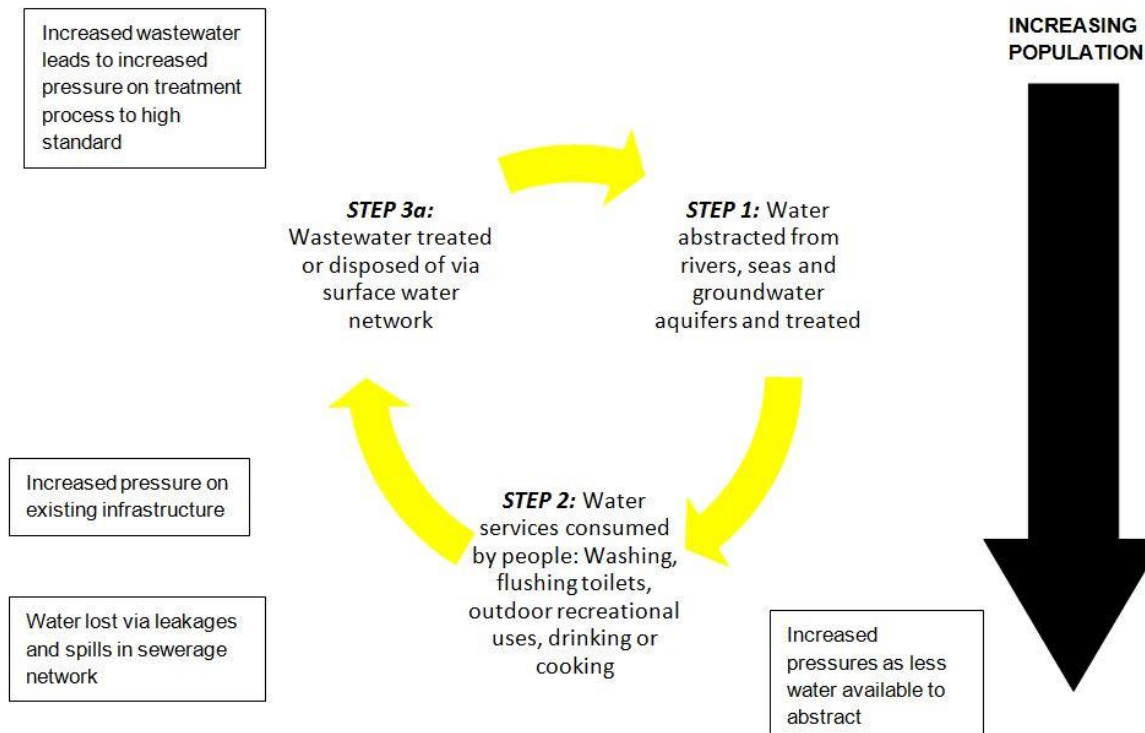 Increased wastewater
leads to increased
pressure on treatment
process to high
standard
INCREASING
POPULATION
STEP 3a:
Wastewater treated
or disposed of via
surface water
network
STEP 1: Water
abstracted from
rivers, seas and
groundwater
aquifers and treated
Increased pressure on
existing infrastructure
STEP 2: Water
services consumed
by people: Washing,
flushing toilets,
outdoor recreational
uses, drinking or
cooking
Water lost via leakages
and spills in sewerage
network
Increased
pressures as less
water available to
abstract